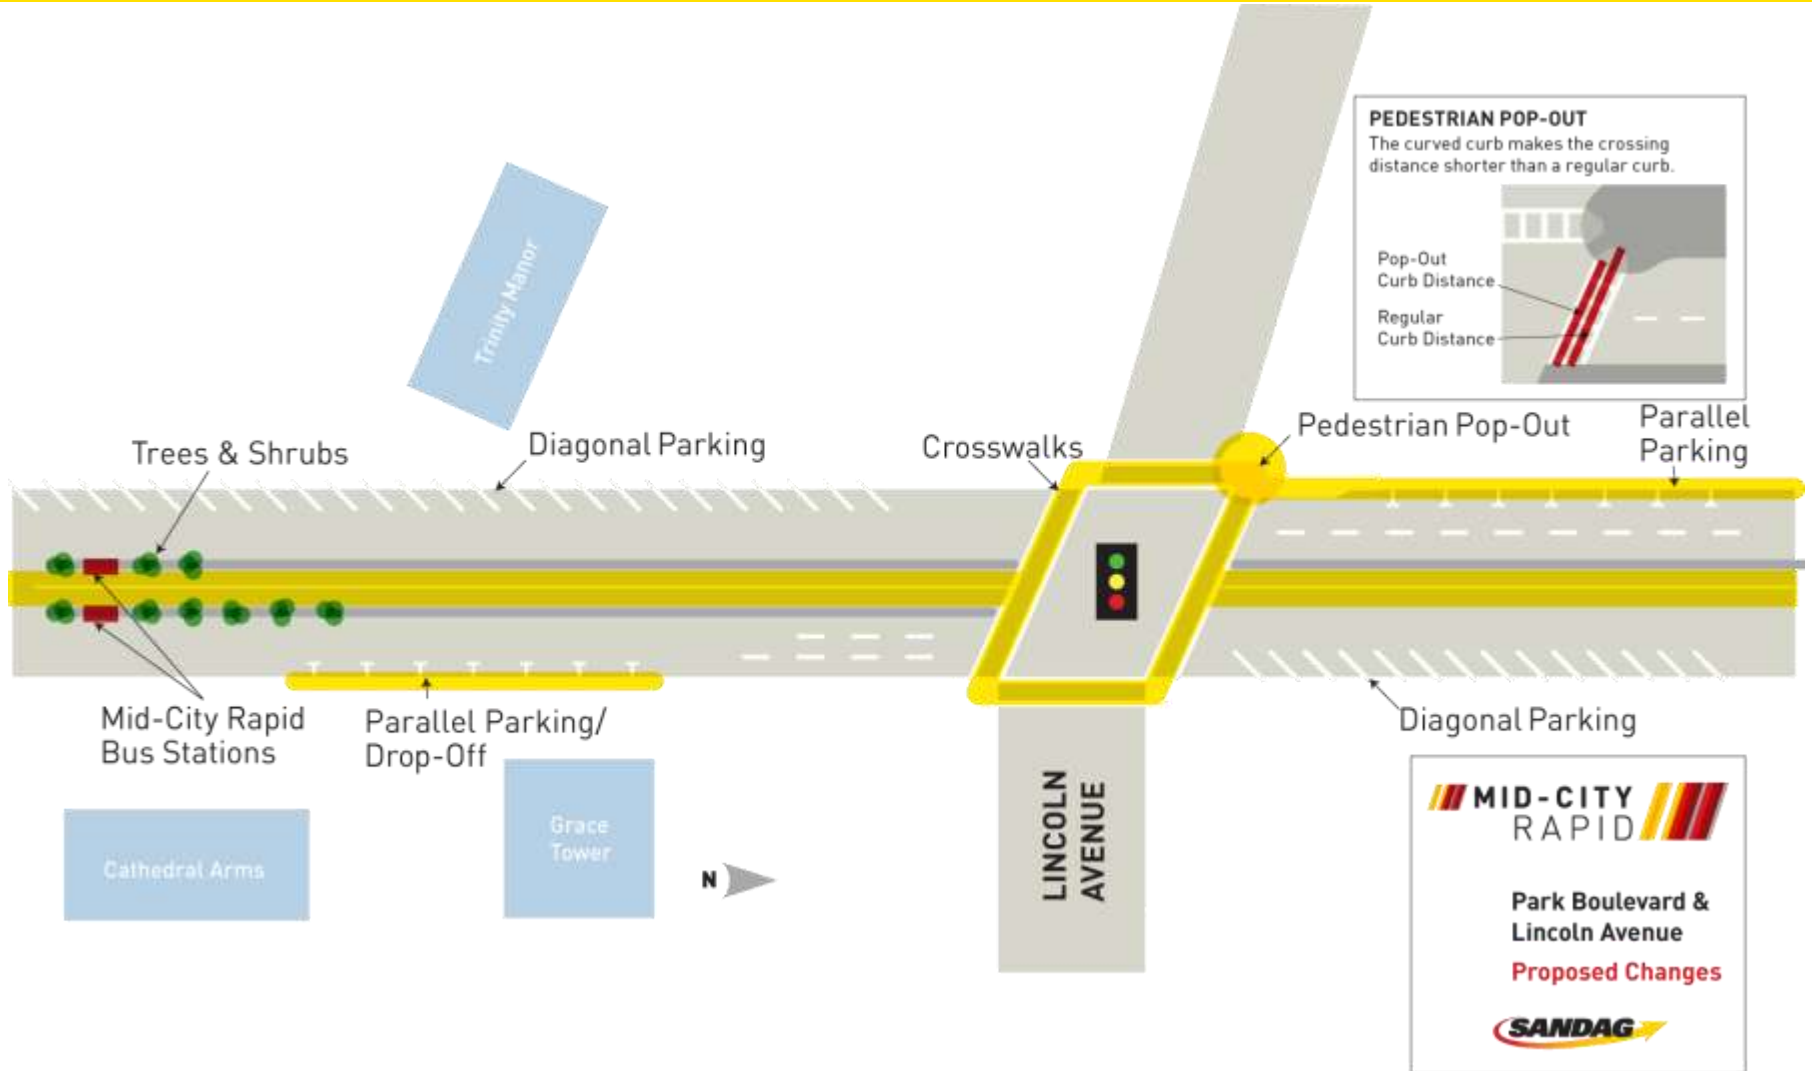 PEDESTRIAN POP-OUT
The curved curb makes the crossing
distance shorter than a regular curb.
Pop-Out
Curb Distance
Regular
Curb Distance
Trinity Manor
Trees & Shrubs
Diagonal Parking
Crosswalks
Pedestrian Pop-Out
Parallel
Parking
Mid-City Rapid
Bus Stations
Parallel Parking/
Drop-Off
Diagonal Parking
Cathedral Arms
Grace
Tower
N
LINCOLN
AVENUE
MID-CITY
RAPID
Park Boulevard &
Lincoln Avenue
Proposed Changes
SANDAG